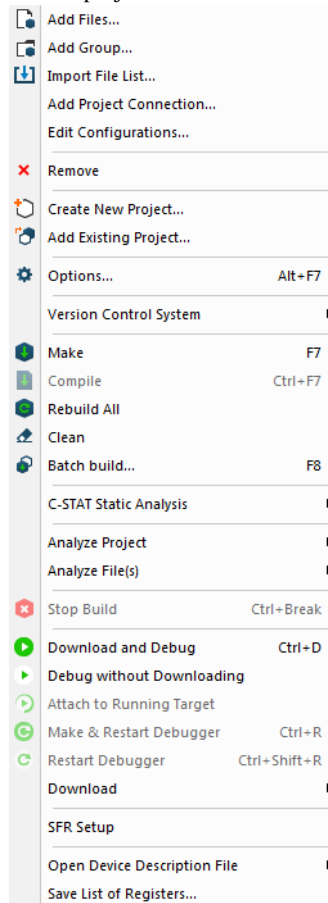 Add Files...
Add Group...
Import File List...
Add Project Connection...
Edit Configurations...
Remove
Create New Project...
Add Existing Project...
Options... Alt+F7
Version Control System
Make F7
Compile Ctrl+F7
Rebuild All
Clean
Batch build... F8
C-STAT Static Analysis
Analyze Project
Analyze File(s)
Stop Build Ctrl+Break
Download and Debug Ctrl+D
Debug without Downloading
Attach to Running Target
Make & Restart Debugger Ctrl+R
Restart Debugger Ctrl+Shift+R
Download
SFR Setup
Open Device Description File
Save List of Registers...